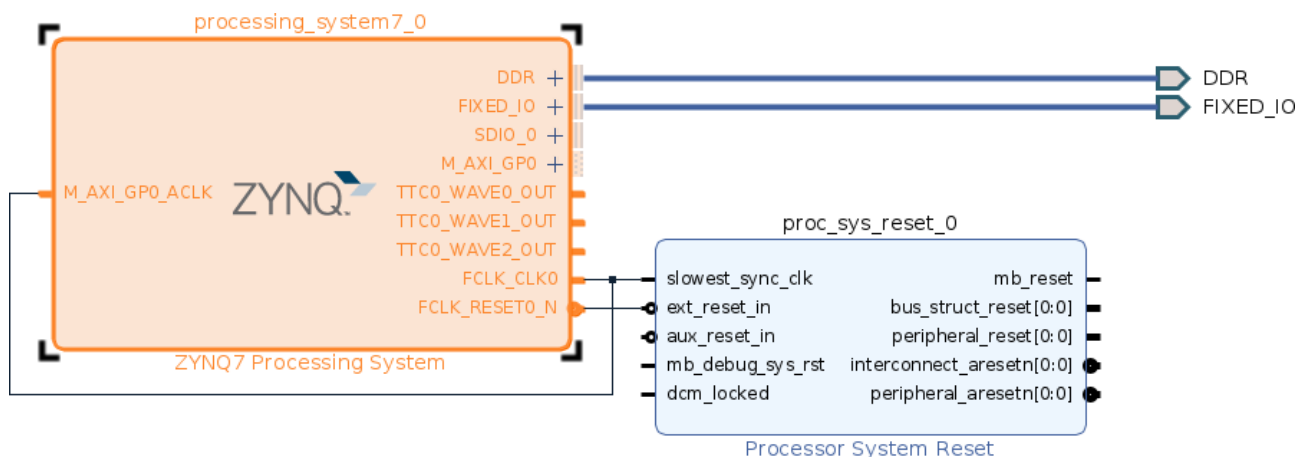 processing_system7_0
DDR
FIXED_IO
SDIO_0
M_AXI_GP0
M_AXI_GP0_ACLK
ZYNQ
TTC0_WAVE0_OUT
TTC0_WAVE1_OUT
TTC0_WAVE2_OUT
FCLK_CLK0
FCLK_RESET0_N
ZYNQ7 Processing System
DDR
FIXED_IO
proc_sys_reset_0
slowest_sync_clk
ext_reset_in
aux_reset_in
mb_debug_sys_rst
dcm_locked
mb_reset
bus_struct_reset[0:0]
peripheral_reset[0:0]
interconnect_aresetn[0:0]
peripheral_aresetn[0:0]
Processor System Reset